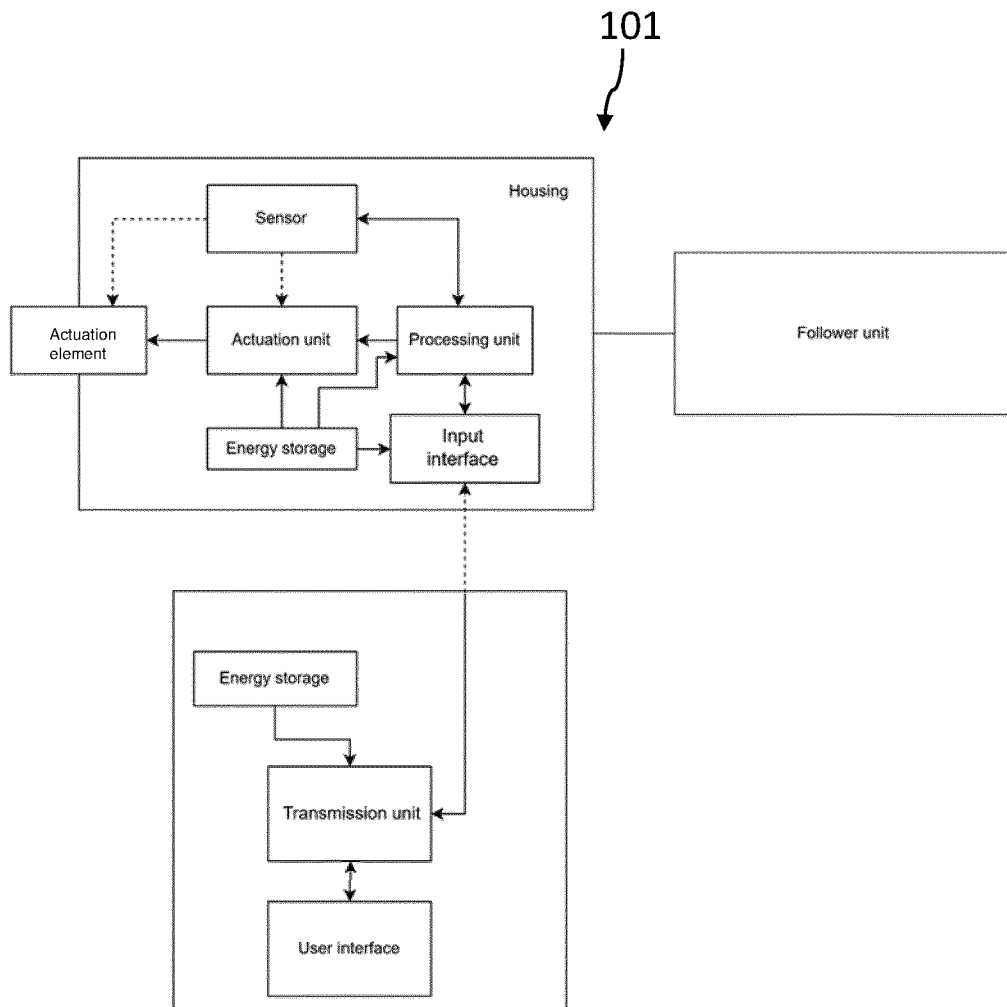 101
Housing
Sensor
Actuation
element
Actuation unit
Processing unit
Follower unit
Energy storage
Input
interface
Energy storage
Transmission unit
User interface